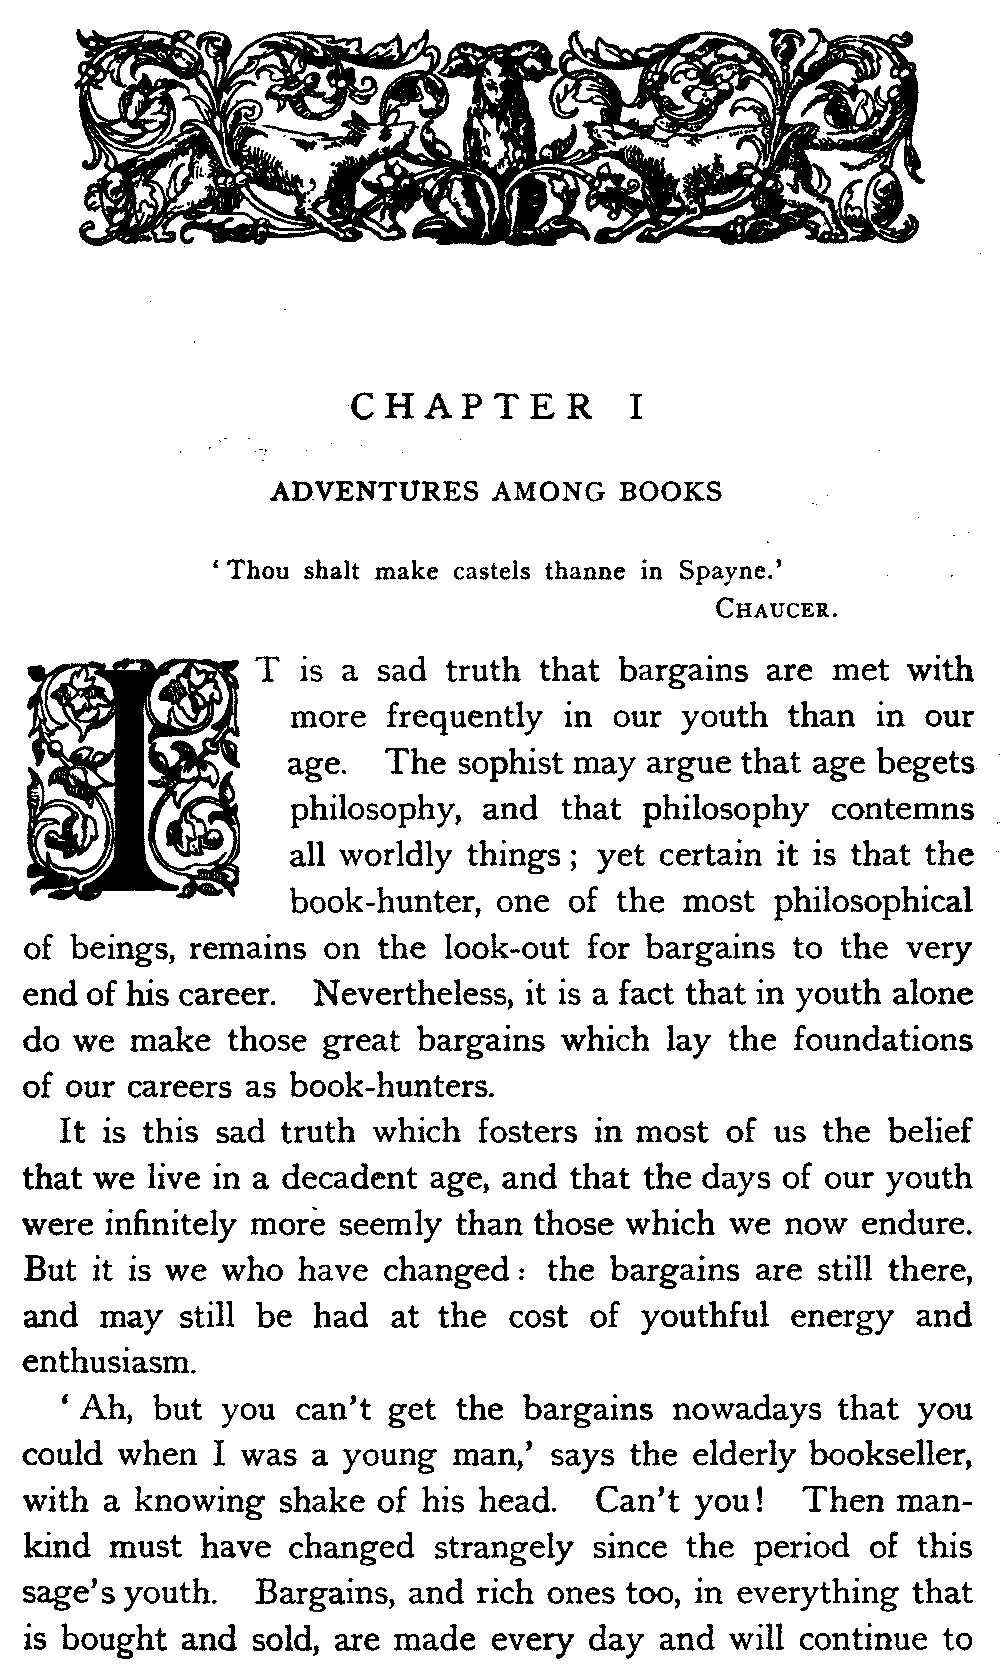 CHAPTER I
ADVENTURES AMONG BOOKS
‘Thou shalt make castels thanne in Spayne.’
CHAUCER.
IT is a sad truth that bargains are met with
more frequently in our youth than in our
age. The sophist may argue that age begets
philosophy, and that philosophy contemns
all worldly things; yet certain it is that the
book-hunter, one of the most philosophical
of beings, remains on the look-out for bargains to the very
end of his career. Nevertheless, it is a fact that in youth alone
do we make those great bargains which lay the foundations
of our careers as book-hunters.
It is this sad truth which fosters in most of us the belief
that we live in a decadent age, and that the days of our youth
were infinitely more seemly than those which we now endure.
But it is we who have changed: the bargains are still there,
and may still be had at the cost of youthful energy and
enthusiasm.
‘Ah, but you can’t get the bargains nowadays that you
could when I was a young man,’ says the elderly bookseller,
with a knowing shake of his head. Can’t you! Then man-
kind must have changed strangely since the period of this
sage’s youth. Bargains, and rich ones too, in everything that
is bought and sold, are made every day and will continue to